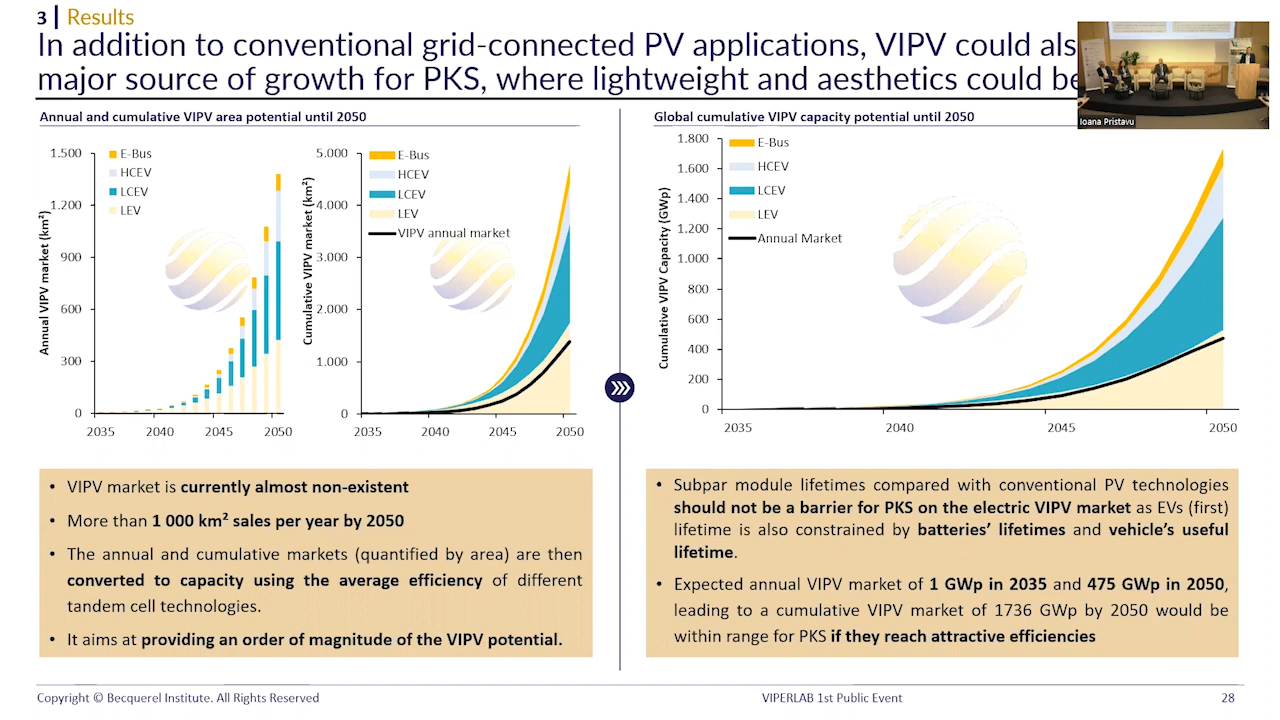 3 | Results
In addition to conventional grid-connected PV applications, VIPV could
major source of growth for PKS, where lightweight and aesthetics could be
Ioana Pristavu
Annual and cumulative VIPV area potential until 2050
Annual VIPV market (km²)
1.500
1.200
900
600
300
0
E-Bus
HCEV
LCEV
LEV
2035 2040 2045 2050
Cumulative VIPV market (km²)
5.000
4.000
3.000
2.000
1.000
0
E-Bus
HCEV
LCEV
LEV
VIPV annual market
2035 2040 2045 2050
Global cumulative VIPV capacity potential until 2050
Cumulative VIPV Capacity (GWp)
1.800
1.600
1.400
1.200
1.000
800
600
400
200
0
E-Bus
HCEV
LCEV
LEV
Annual Market
2035 2040 2045 2050
• VIPV market is currently almost non-existent
• More than 1 000 km² sales per year by 2050
• The annual and cumulative markets (quantified by area) are then
converted to capacity using the average efficiency of different
tandem cell technologies.
• It aims at providing an order of magnitude of the VIPV potential.
• Subpar module lifetimes compared with conventional PV technologies
should not be a barrier for PKS on the electric VIPV market as EVs (first)
lifetime is also constrained by batteries' lifetimes and vehicle's useful
lifetime.
• Expected annual VIPV market of 1 GWp in 2035 and 475 GWp in 2050,
leading to a cumulative VIPV market of 1736 GWp by 2050 would be
within range for PKS if they reach attractive efficiencies
Copyright © Becquerel Institute. All Rights Reserved
VIPERLAB 1st Public Event
28